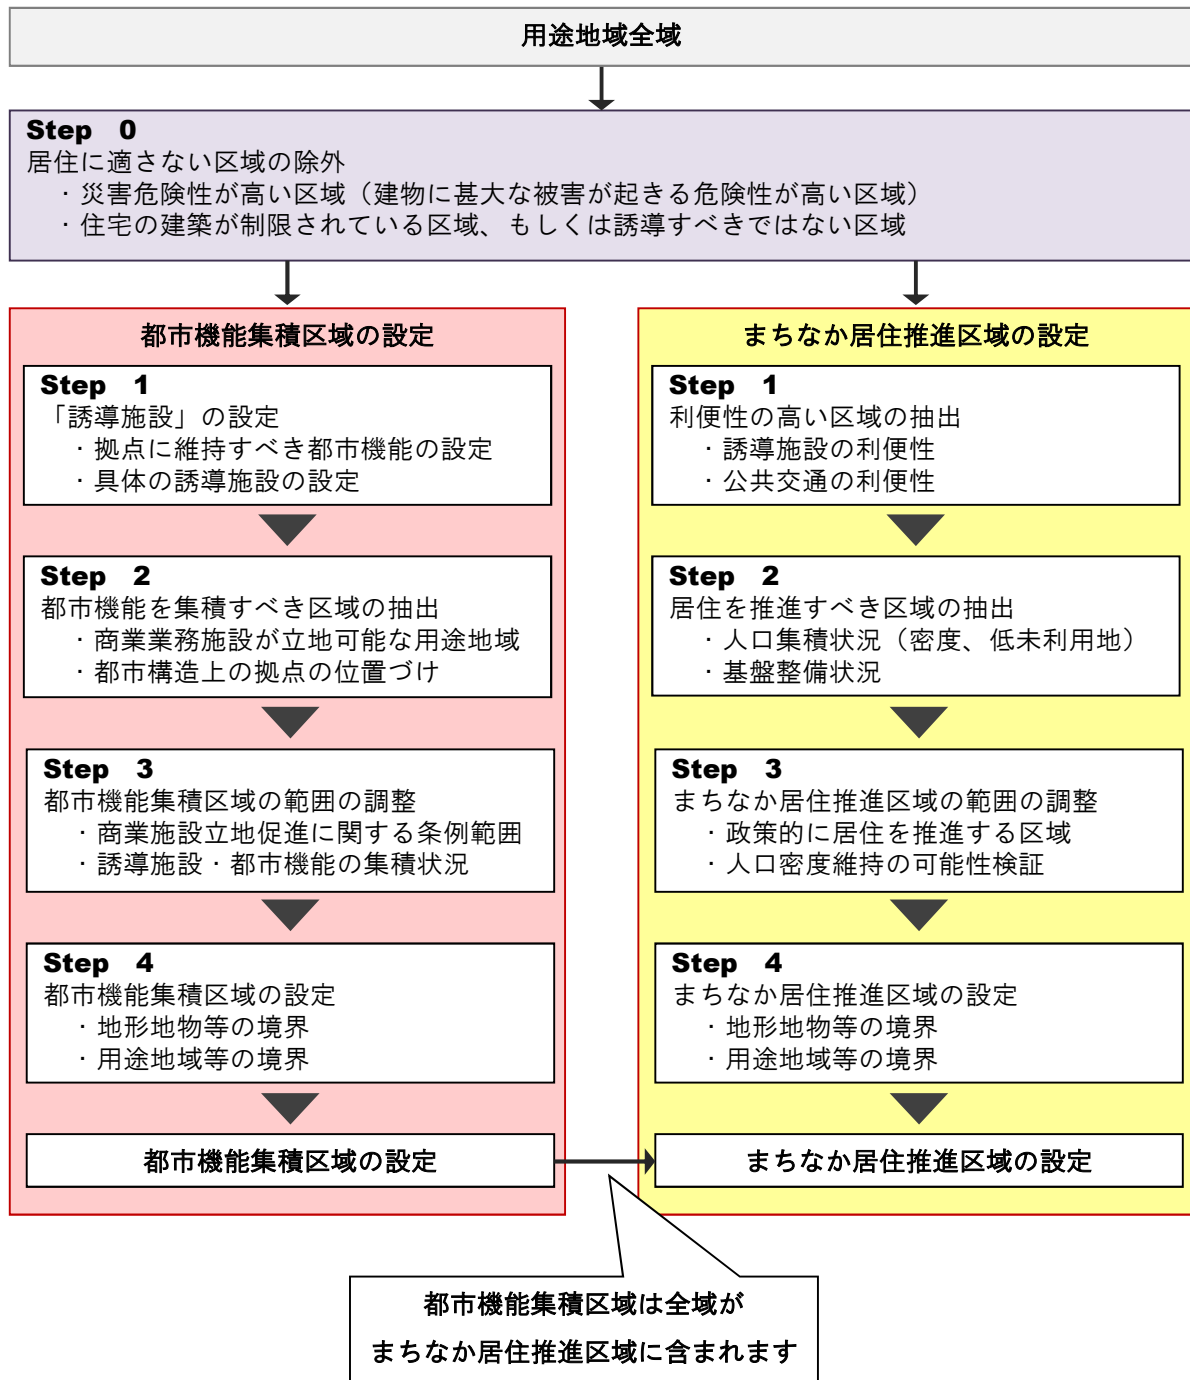 用途地域全域
Step 0
居住に適さない区域の除外
・災害危険性が高い区域（建物に甚大な被害が起きる危険性が高い区域）
・住宅の建築が制限されている区域、もしくは誘導すべきではない区域
都市機能集積区域の設定
Step 1
「誘導施設」の設定
・拠点に維持すべき都市機能の設定
・具体の誘導施設の設定
Step 2
都市機能を集積すべき区域の抽出
・商業業務施設が立地可能な用途地域
・都市構造上の拠点の位置づけ
Step 3
都市機能集積区域の範囲の調整
・商業施設立地促進に関する条例範囲
・誘導施設・都市機能の集積状況
Step 4
都市機能集積区域の設定
・地形地物等の境界
・用途地域等の境界
都市機能集積区域の設定
まちなか居住推進区域の設定
Step 1
利便性の高い区域の抽出
・誘導施設の利便性
・公共交通の利便性
Step 2
居住を推進すべき区域の抽出
・人口集積状況（密度、低未利用地）
・基盤整備状況
Step 3
まちなか居住推進区域の範囲の調整
・政策的に居住を推進する区域
・人口密度維持の可能性検証
Step 4
まちなか居住推進区域の設定
・地形地物等の境界
・用途地域等の境界
まちなか居住推進区域の設定
都市機能集積区域は全域が
まちなか居住推進区域に含まれます